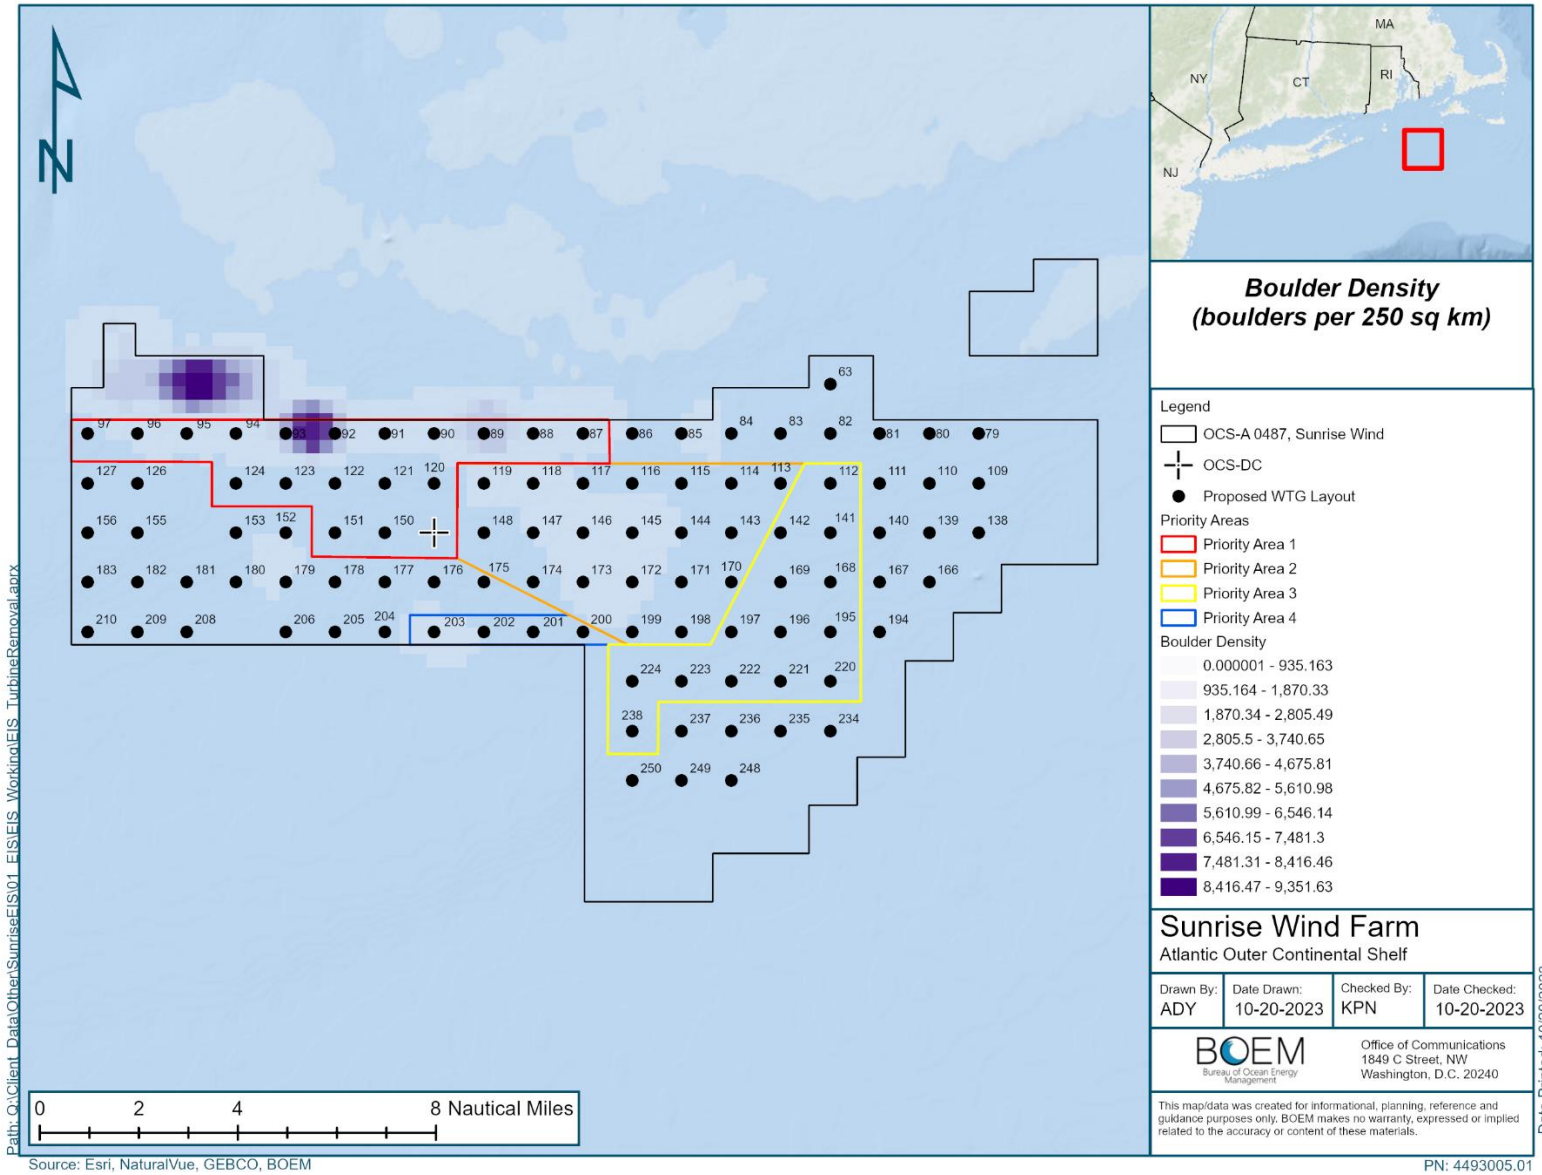 N
MA
NY
CT
RI
NJ
Boulder Density
(boulders per 250 sq km)
63
84 83 82
97 96 95 94 93 92 91 90 89 88 87 86 85 81 80 79
127 126 124 123 122 121 120 119 118 117 116 115 114 113 112 111 110 109
156 155 153 152 151 150 148 147 146 145 144 143 142 141 140 139 138
183 182 181 180 179 178 177 176 175 174 173 172 171 170 169 168 167 166
210 209 208 206 205 204 203 202 201 200 199 198 197 196 195 194
224 223 222 221 220
238 237 236 235 234
250 249 248
Legend
OCS-A 0487, Sunrise Wind
OCS-DC
Proposed WTG Layout
Priority Areas
Priority Area 1
Priority Area 2
Priority Area 3
Priority Area 4
Boulder Density
0.000001 - 935.163
935.164 - 1,870.33
1,870.34 - 2,805.49
2,805.5 - 3,740.65
3,740.66 - 4,675.81
4,675.82 - 5,610.98
5,610.99 - 6,546.14
6,546.15 - 7,481.3
7,481.31 - 8,416.46
8,416.47 - 9,351.63
Sunrise Wind Farm
Atlantic Outer Continental Shelf
Drawn By: Date Drawn: Checked By: Date Checked:
ADY 10-20-2023 KPN 10-20-2023
BOEM
Bureau of Ocean Energy
Management
Office of Communications
1849 C Street, NW
Washington, D.C. 20240
This map/data was created for informational, planning, reference and
guidance purposes only. BOEM makes no warranty, expressed or implied
related to the accuracy or content of these materials.
0 2 4 8 Nautical Miles
Source: Esri, NaturalVue, GEBCO, BOEM
PN: 4493005.01
Path: Q:\Client_Data\Other\SunriseEIS\01_EIS\EIS_Working\EIS_TurbineRemoval.aprx